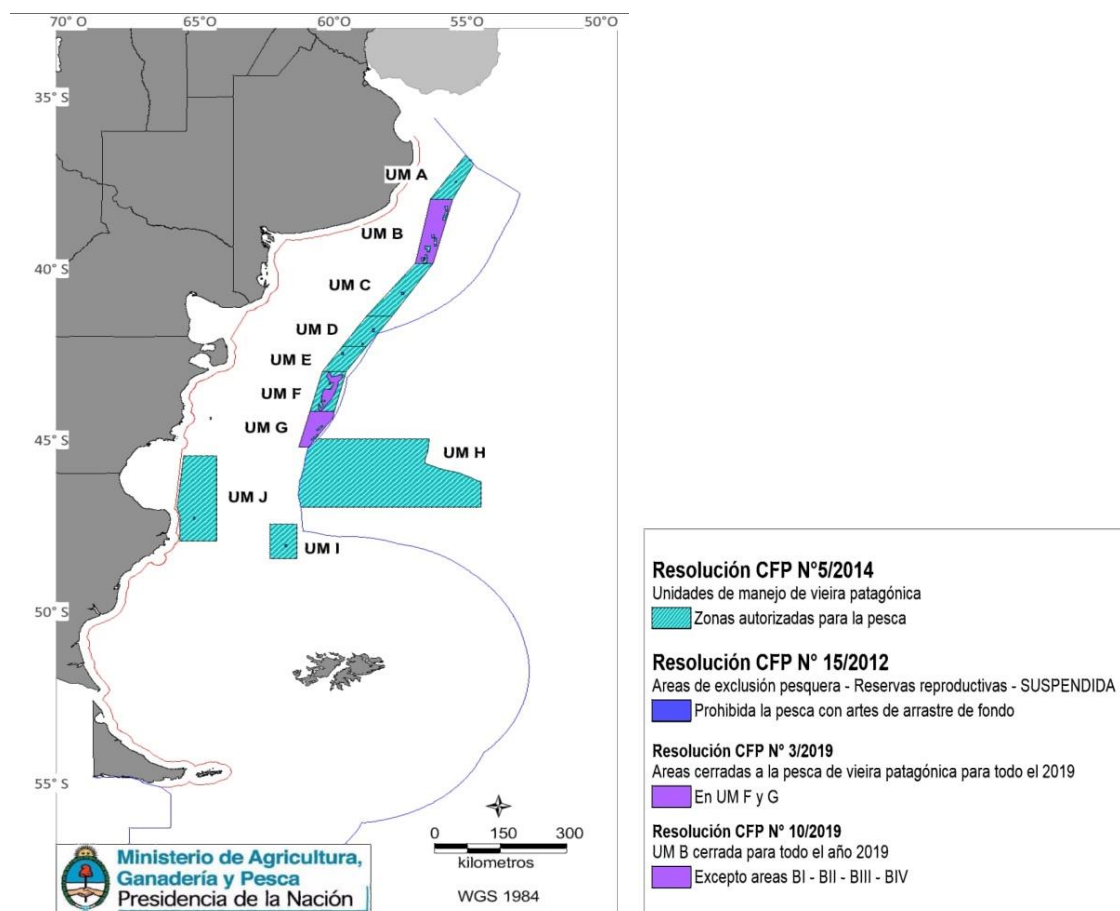 70° O 65°O 60°O 55°O 50°O
35° S
UM A
UM B
40° S
UM C
UM D
UM E
UM F
UM G
45° S
UM H
UM J
UM I
50° S
55° S
0 150 300
kilometros
WGS 1984
Ministerio de Agricultura,
Ganadería y Pesca
Presidencia de la Nación
Resolución CFP N°5/2014
Unidades de manejo de vieira patagónica
Zonas autorizadas para la pesca
Resolución CFP N° 15/2012
Areas de exclusión pesquera - Reservas reproductivas - SUSPENDIDA
Prohibida la pesca con artes de arrastre de fondo
Resolución CFP N° 3/2019
Areas cerradas a la pesca de vieira patagónica para todo el 2019
En UM F y G
Resolución CFP N° 10/2019
UM B cerrada para todo el año 2019
Excepto areas BI - BII - BIII - BIV